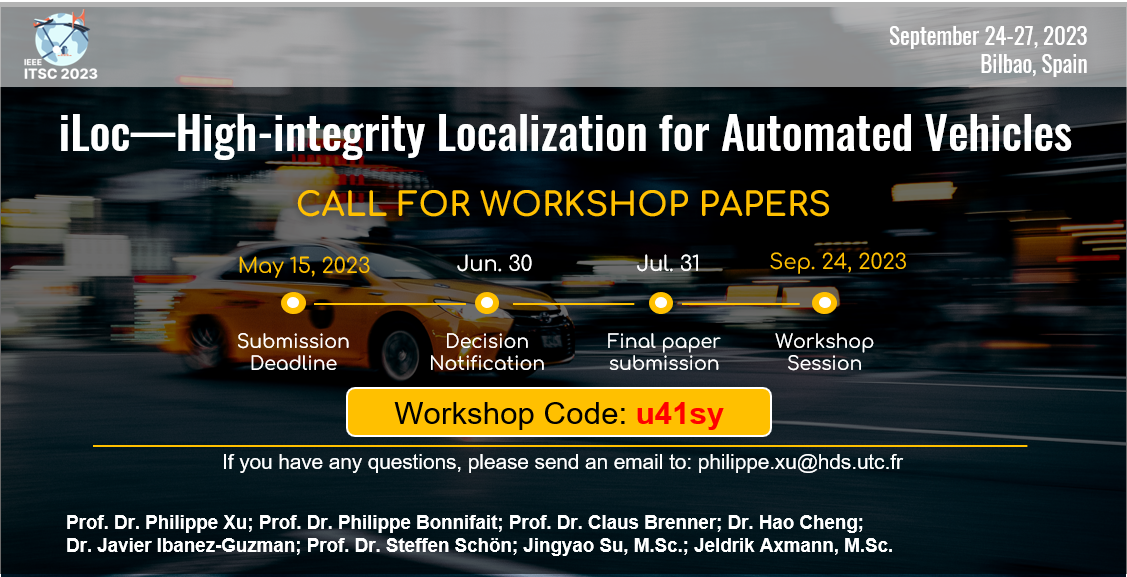 IEEE
ITSC 2023
September 24-27, 2023
Bilbao, Spain
iLoc—High-integrity Localization for Automated Vehicles
CALL FOR WORKSHOP PAPERS
May 15, 2023
Jun. 30
Jul. 31
Sep. 24, 2023
Submission
Deadline
Decision
Notification
Final paper
submission
Workshop
Session
Workshop Code: u41sy
If you have any questions, please send an email to: philippe.xu@hds.utc.fr
Prof. Dr. Philippe Xu; Prof. Dr. Philippe Bonnifait; Prof. Dr. Claus Brenner; Dr. Hao Cheng;
Dr. Javier Ibanez-Guzman; Prof. Dr. Steffen Schön; Jingyao Su, M.Sc.; Jeldrik Axmann, M.Sc.